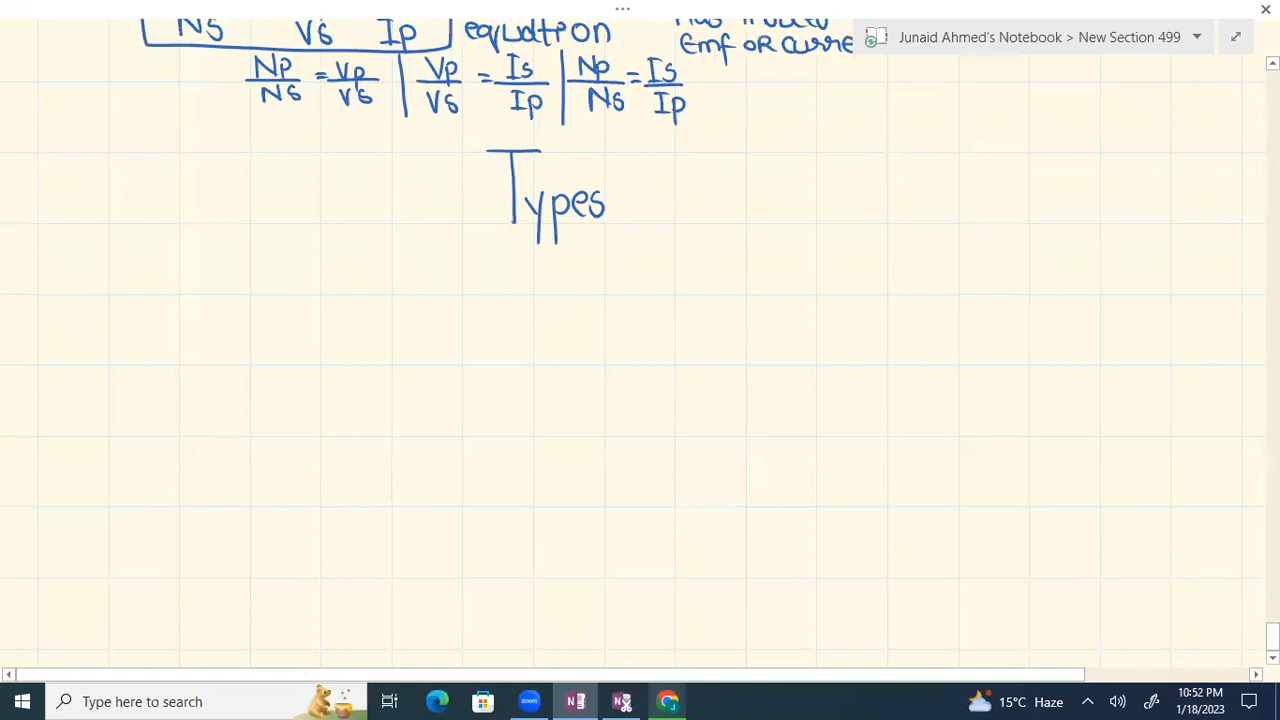 Ns Vs Ip equation
Emf OR curre
Np/Ns = Vp/Vs | Vp/Vs = Is/Ip | Np/Ns = Is/Ip
Types
Junaid Ahmed's Notebook > New Section 499
Type here to search
15°C Haze
10:52 PM
1/18/2023